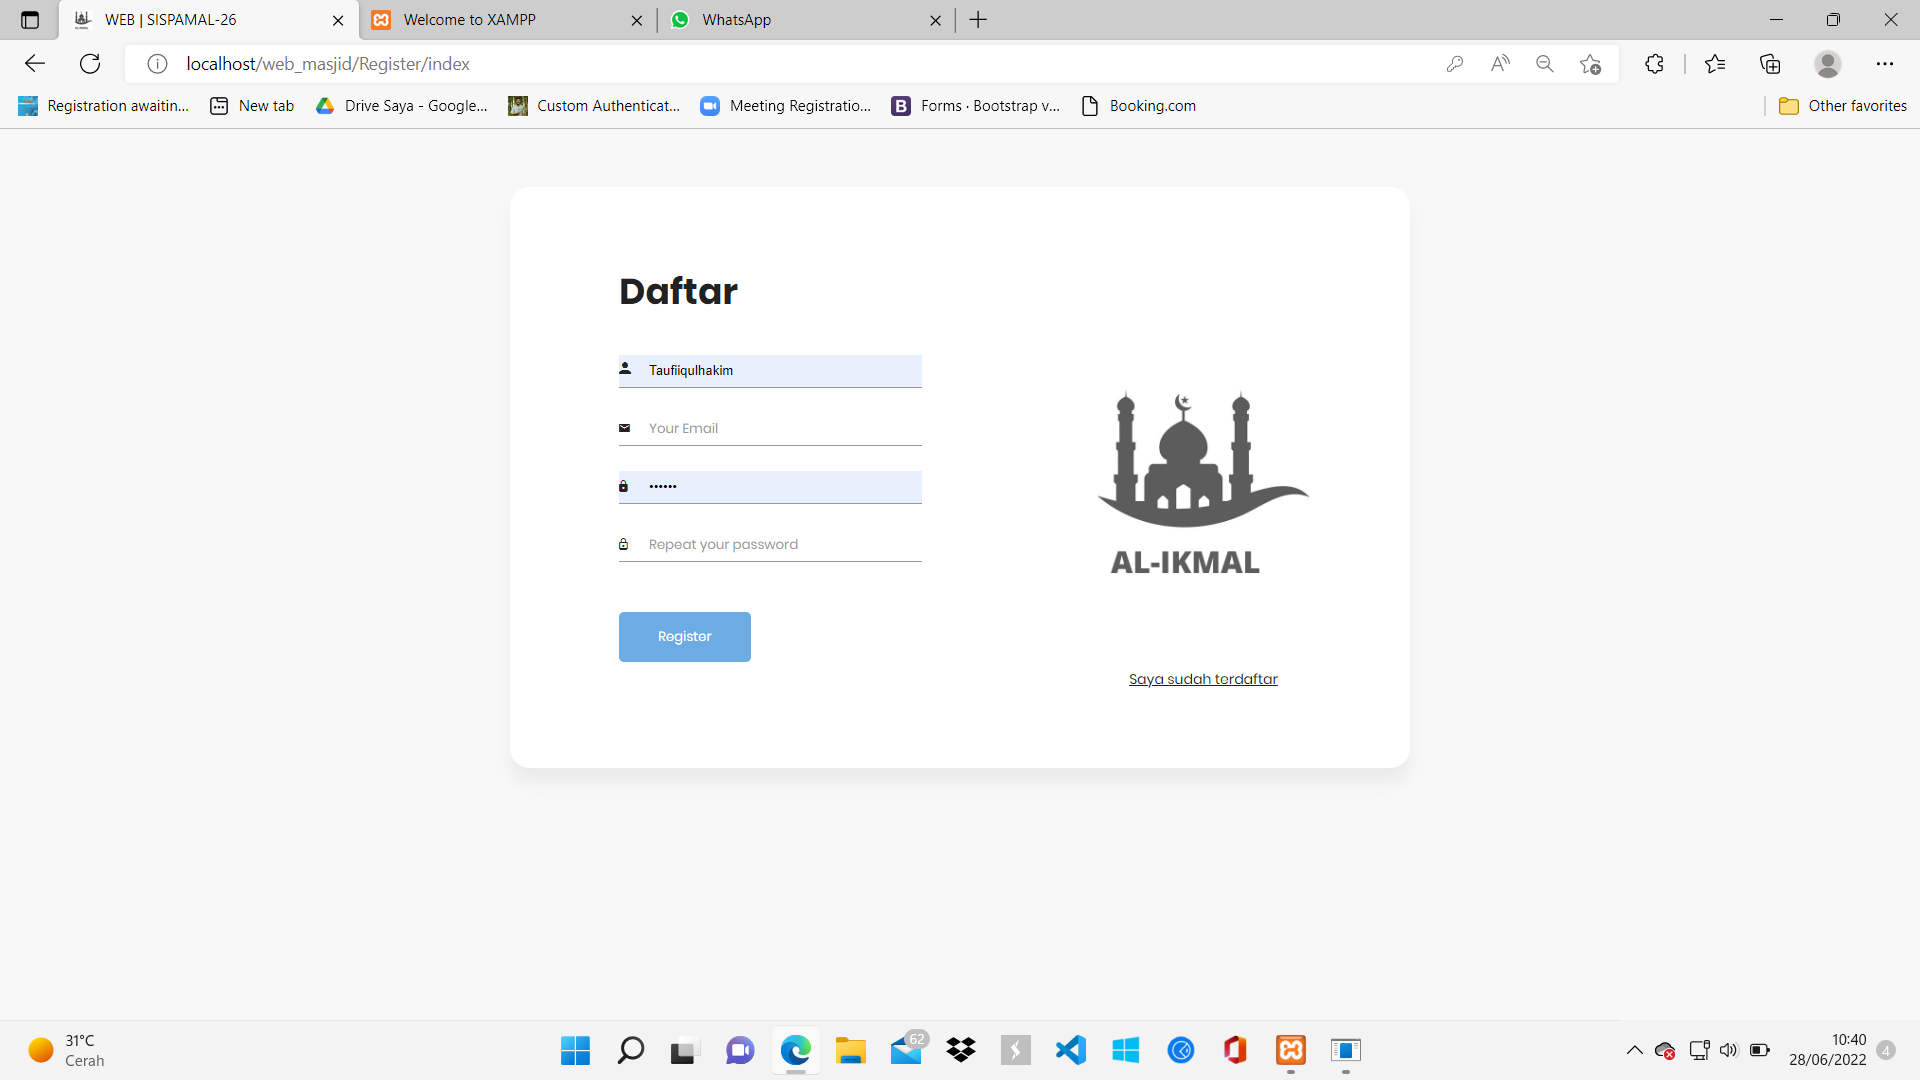 WEB | SISPAMAL-26
Welcome to XAMPP
WhatsApp
localhost/web_masjid/Register/index
Registration awaitin...
New tab
Drive Saya - Google...
Custom Authenticat...
Meeting Registratio...
Forms · Bootstrap v...
Booking.com
Other favorites
Daftar
Taufiiqulhakim
Your Email
••••••
Repeat your password
Register
AL-IKMAL
Saya sudah terdaftar
31°C
Cerah
62
10:40
28/06/2022
4